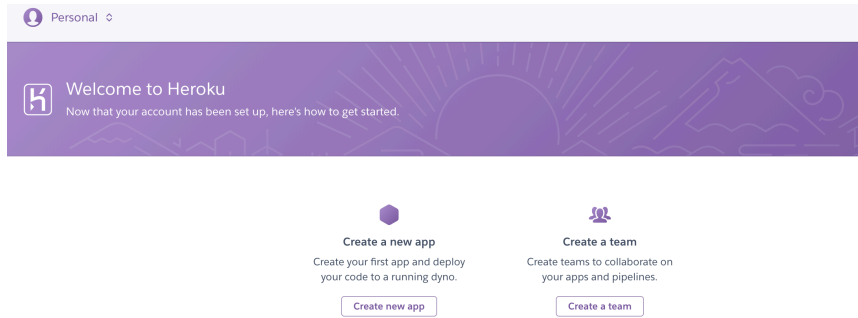 Personal
Welcome to Heroku
Now that your account has been set up, here's how to get started.
Create a new app
Create your first app and deploy
your code to a running dyno.
Create new app
Create a team
Create teams to collaborate on
your apps and pipelines.
Create a team